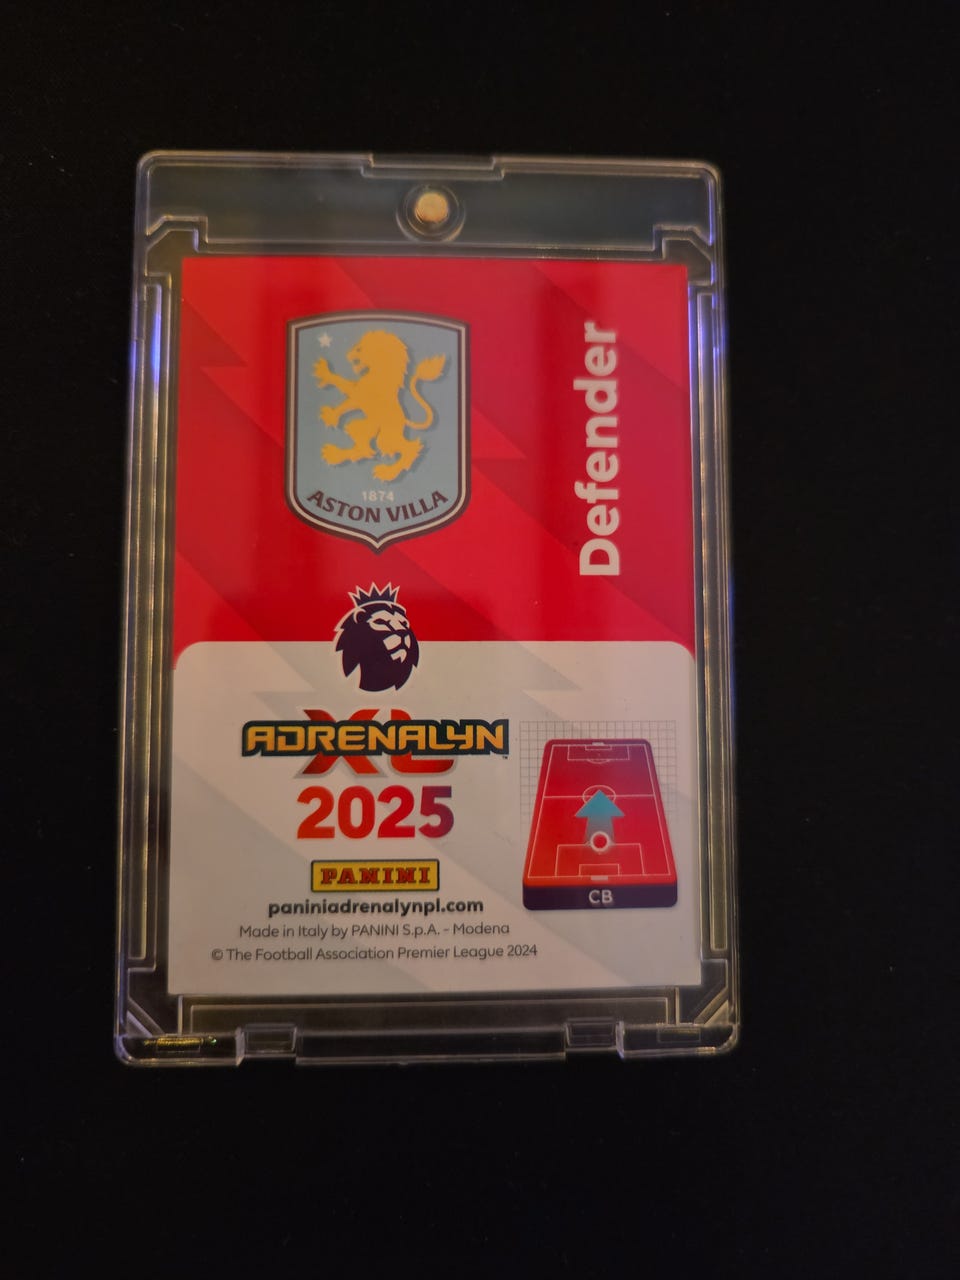 Defender
1874
ASTON VILLA
ADRENALYN
XL
2025
PANINI
paniniadrenalynpl.com
Made in Italy by PANINI S.p.A. - Modena
© The Football Association Premier League 2024
CB